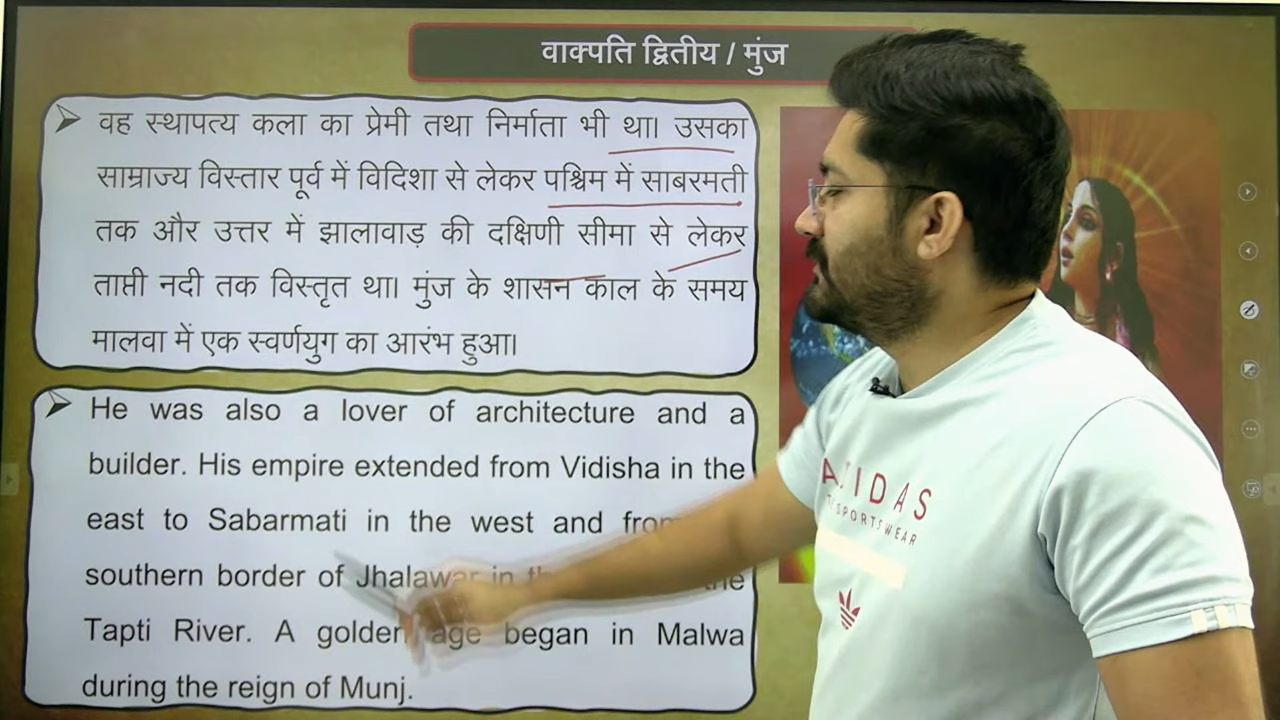 वाक्पति द्वितीय / मुंज
वह स्थापत्य कला का प्रेमी तथा निर्माता भी था। उसका
साम्राज्य विस्तार पूर्व में विदिशा से लेकर पश्चिम में साबरमती
तक और उत्तर में झालावाड़ की दक्षिणी सीमा से लेकर
ताप्ती नदी तक विस्तृत था। मुंज के शासन काल के समय
मालवा में एक स्वर्णयुग का आरंभ हुआ।
He was also a lover of architecture and a
builder. His empire extended from Vidisha in the
east to Sabarmati in the west and
southern border of Jhalawar in
Tapti River. A golden age began in Malwa
during the reign of Munj.
ADIDAS
SPORTSWEAR